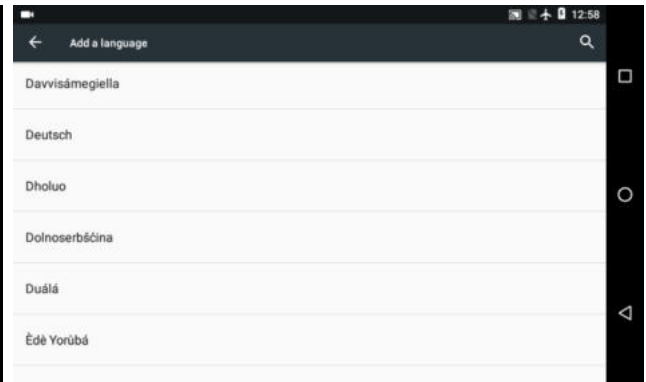 12:58
Add a language
Davvisámegiella
Deutsch
Dholuo
Dolnoserbšćina
Duálá
Èdè Yorùbá